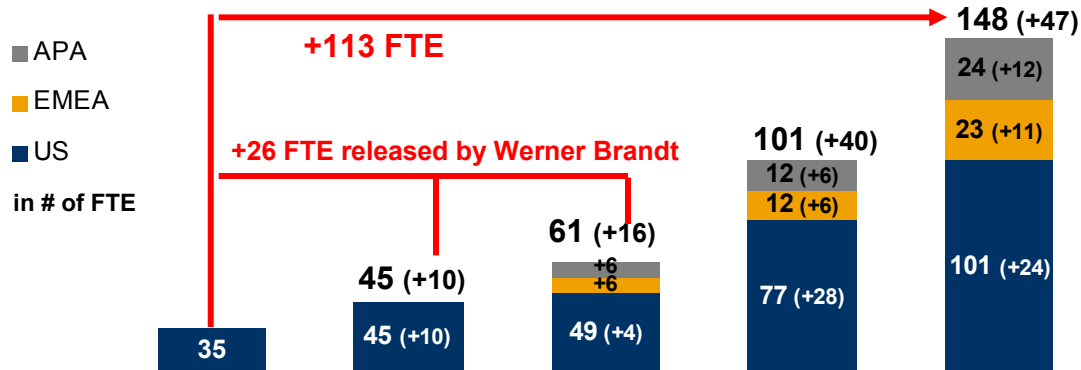 148 (+47)
APA
+113 FTE
24 (+12)
EMEA
23 (+11)
US
+26 FTE released by Werner Brandt
101 (+40)
12 (+6)
in # of FTE
12 (+6)
61 (+16)
45 (+10)
+6
+6
101 (+24)
77 (+28)
45 (+10)
49 (+4)
35